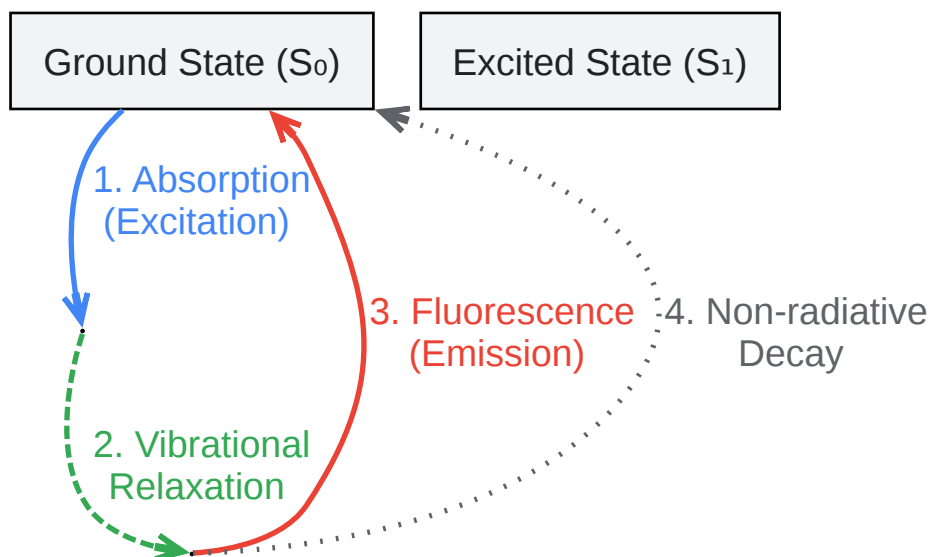 Ground State (S₀)
Excited State (S₁)
1. Absorption
(Excitation)
3. Fluorescence
(Emission)
4. Non-radiative
Decay
2. Vibrational
Relaxation